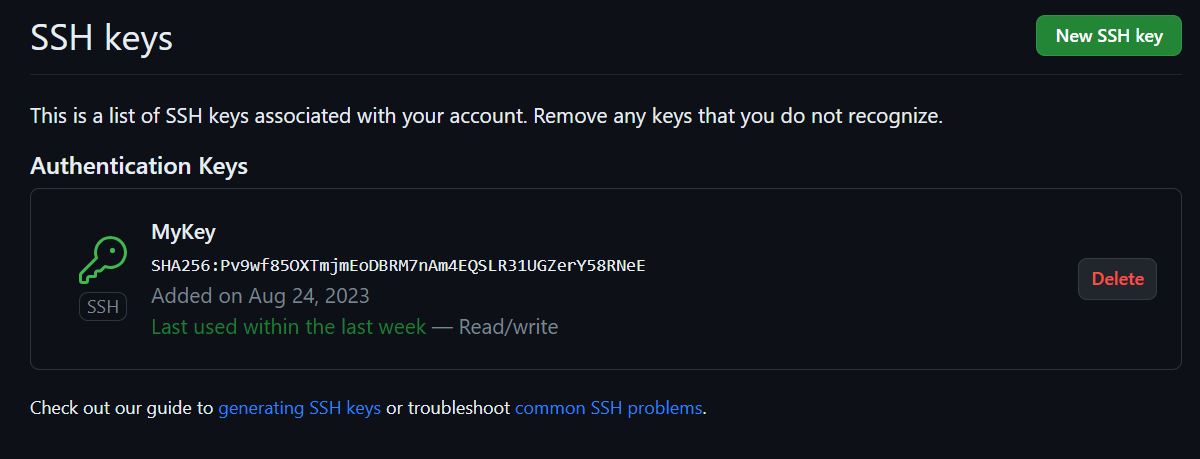 SSH keys
New SSH key
This is a list of SSH keys associated with your account. Remove any keys that you do not recognize.
Authentication Keys
MyKey
SHA256:Pv9wf85OXTmjmEoDBRM7nAm4EQSLR31UGZerY58RNeE
SSH
Added on Aug 24, 2023
Last used within the last week — Read/write
Delete
Check out our guide to generating SSH keys or troubleshoot common SSH problems.